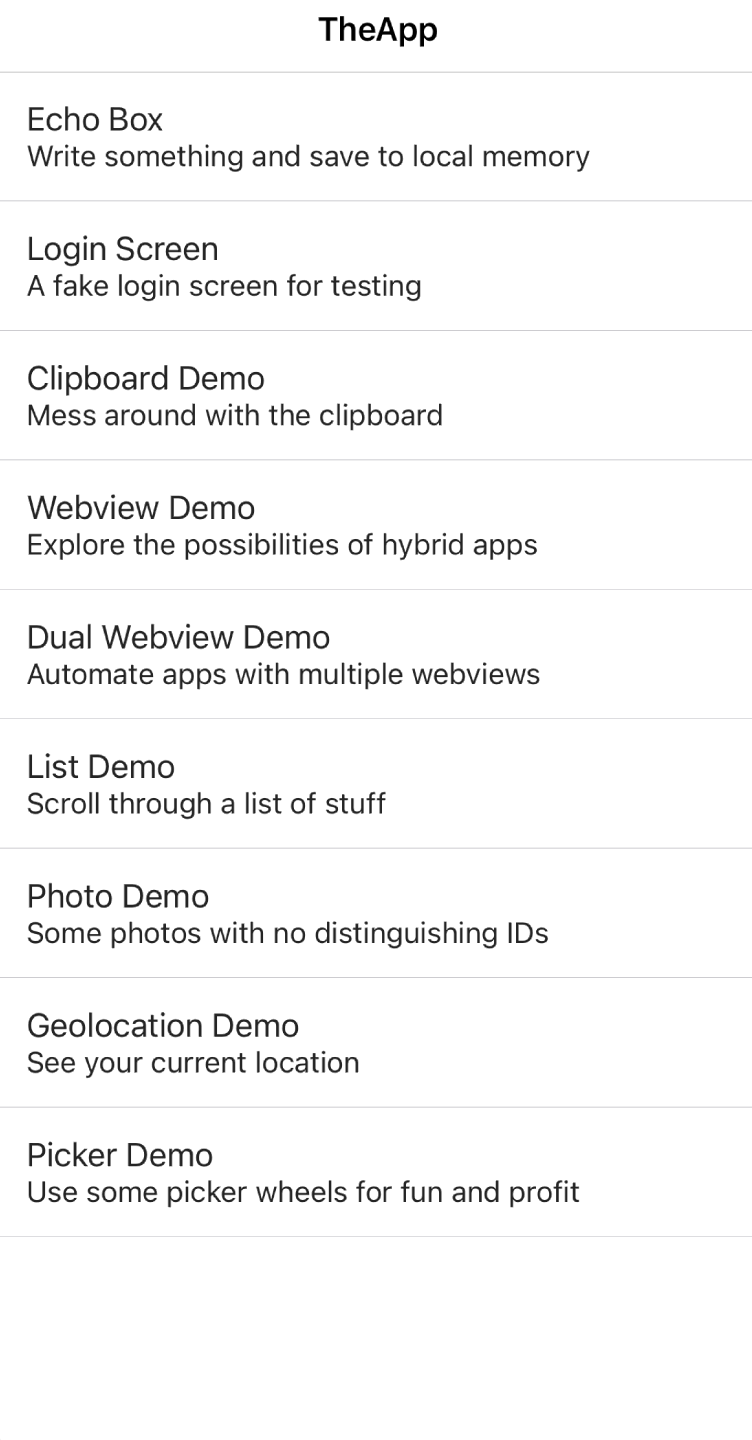 TheApp
Echo Box
Write something and save to local memory
Login Screen
A fake login screen for testing
Clipboard Demo
Mess around with the clipboard
Webview Demo
Explore the possibilities of hybrid apps
Dual Webview Demo
Automate apps with multiple webviews
List Demo
Scroll through a list of stuff
Photo Demo
Some photos with no distinguishing IDs
Geolocation Demo
See your current location
Picker Demo
Use some picker wheels for fun and profit